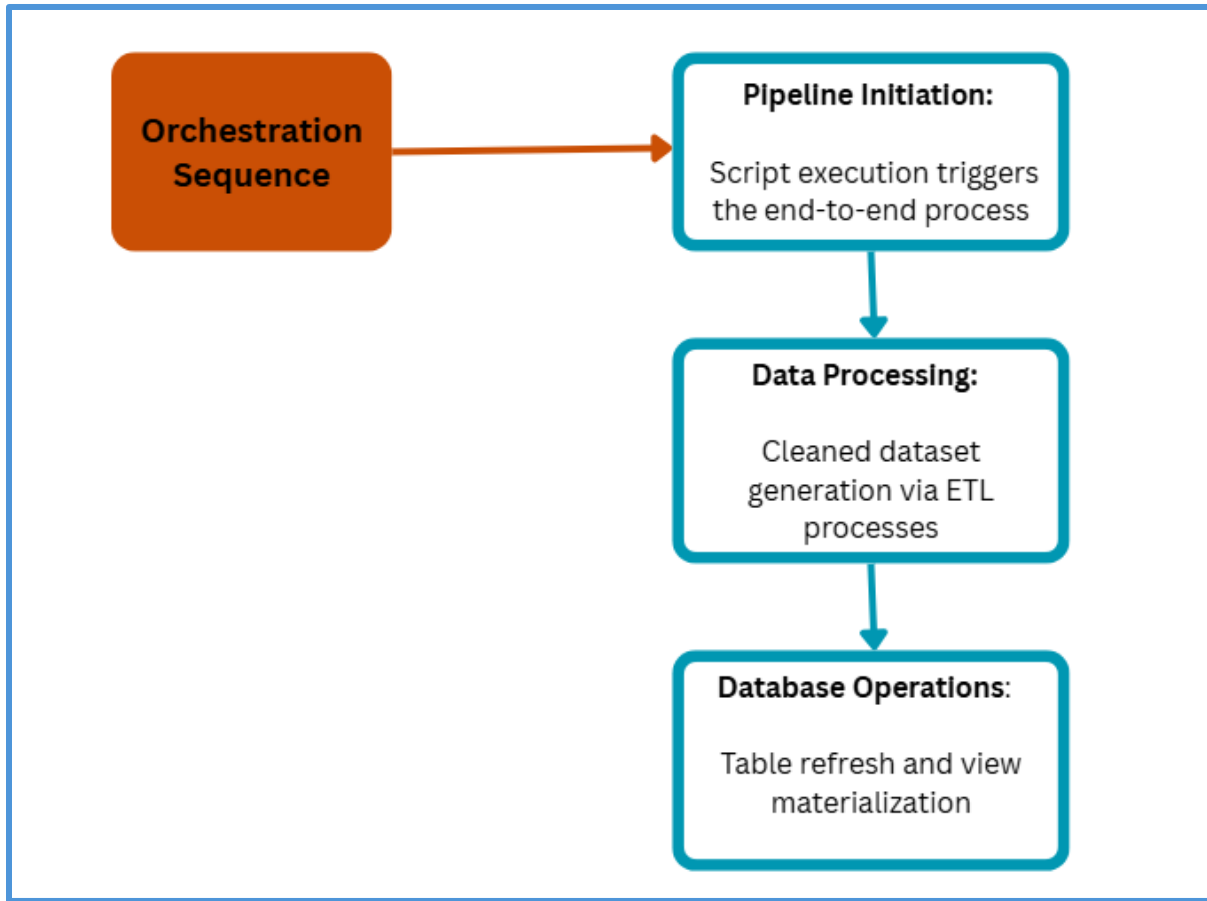 Orchestration
Sequence
Pipeline Initiation:
Script execution triggers
the end-to-end process
Data Processing:
Cleaned dataset
generation via ETL
processes
Database Operations:
Table refresh and view
materialization